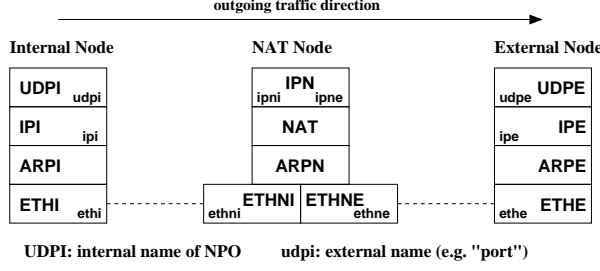 outgoing traffic direction
Internal Node NAT Node External Node
UDPI udpi IPN ipni ipne udpe UDPE
IPI ipi NAT ipe IPE
ARPI ARPN ARPE
ETHI ethi ethni ETHNI ETHNE ethne ethe ETHE
UDPI: internal name of NPO udpi: external name (e.g. "port")